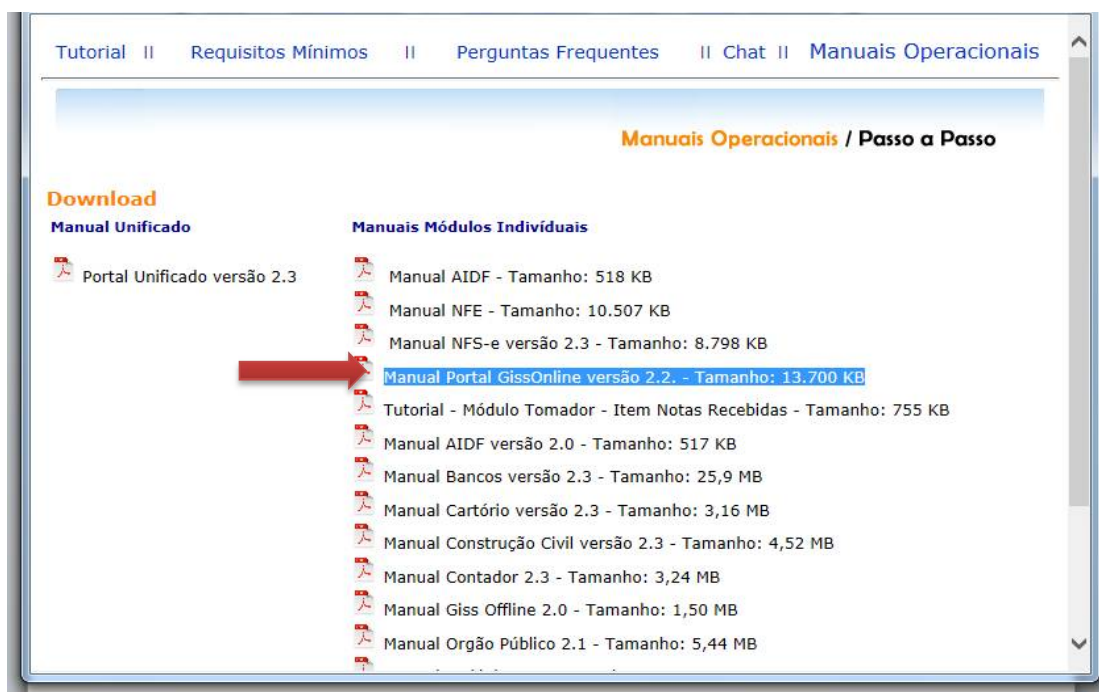 Tutorial II Requisitos Mínimos II Perguntas Frequentes II Chat II Manuais Operacionais
Manuais Operacionais / Passo a Passo
Download
Manual Unificado
Portal Unificado versão 2.3
Manuais Módulos Indivíduais
Manual AIDF - Tamanho: 518 KB
Manual NFE - Tamanho: 10.507 KB
Manual NFS-e versão 2.3 - Tamanho: 8.798 KB
Manual Portal GissOnline versão 2.2. - Tamanho: 13.700 KB
Tutorial - Módulo Tomador - Item Notas Recebidas - Tamanho: 755 KB
Manual AIDF versão 2.0 - Tamanho: 517 KB
Manual Bancos versão 2.3 - Tamanho: 25,9 MB
Manual Cartório versão 2.3 - Tamanho: 3,16 MB
Manual Construção Civil versão 2.3 - Tamanho: 4,52 MB
Manual Contador 2.3 - Tamanho: 3,24 MB
Manual Giss Offline 2.0 - Tamanho: 1,50 MB
Manual Orgão Público 2.1 - Tamanho: 5,44 MB